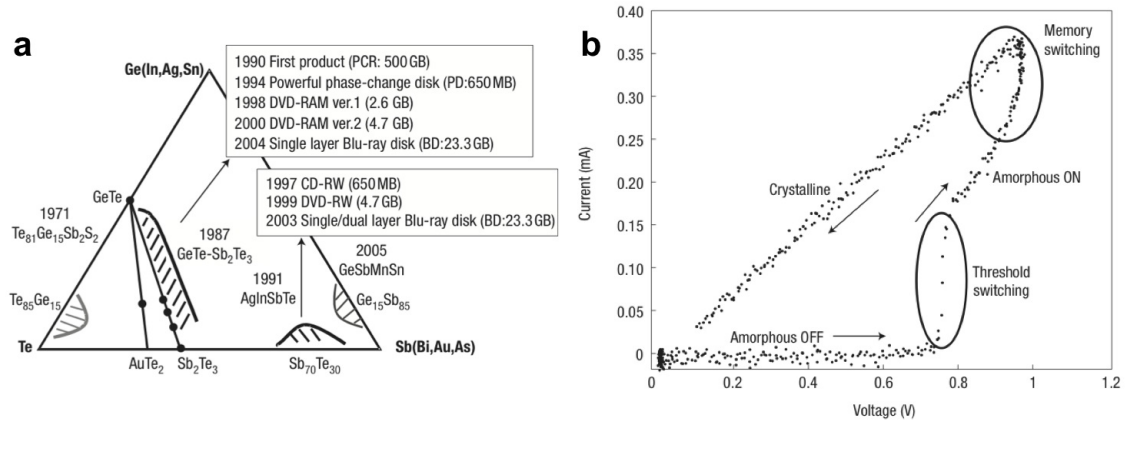 a
Ge(In,Ag,Sn)
1990 First product (PCR: 500 GB)
1994 Powerful phase-change disk (PD:650 MB)
1998 DVD-RAM ver.1 (2.6 GB)
2000 DVD-RAM ver.2 (4.7 GB)
2004 Single layer Blu-ray disk (BD:23.3 GB)
1997 CD-RW (650 MB)
1999 DVD-RW (4.7 GB)
2003 Single/dual layer Blu-ray disk (BD:23.3 GB)
GeTe
1971
Te81Ge15Sb2S2
1987
GeTe-Sb2Te3
2005
GeSbMnSn
1991
AgInSbTe
Te85Ge15
Ge15Sb85
Te
Sb(Bi,Au,As)
AuTe2
Sb2Te3
Sb70Te30
b
0.40
0.35
0.30
0.25
0.20
0.15
0.10
0.05
0
Current (mA)
Memory
switching
Crystalline
Amorphous ON
Threshold
switching
Amorphous OFF
0
0.2
0.4
0.6
0.8
1
1.2
Voltage (V)